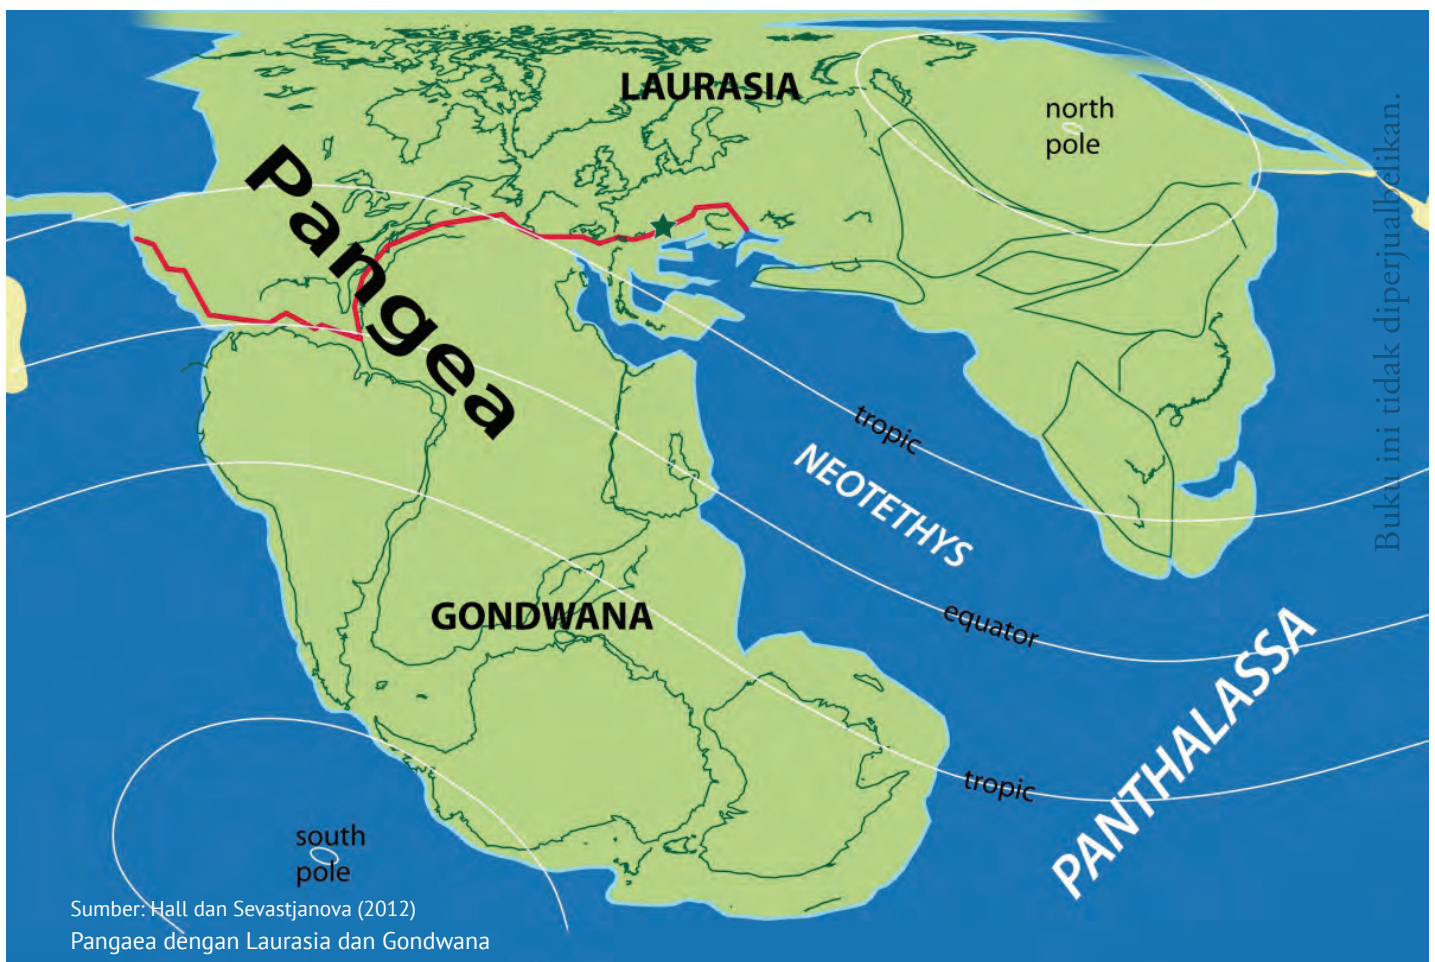 LAURASIA
north
pole
Pangea
tropic
NEOTETHYS
GONDWANA
equator
PANTHALASSA
tropic
south
pole
Sumber: Hall dan Sevastjanova (2012)
Pangaea dengan Laurasia dan Gondwana
Buku ini tidak diperjualbelikan.